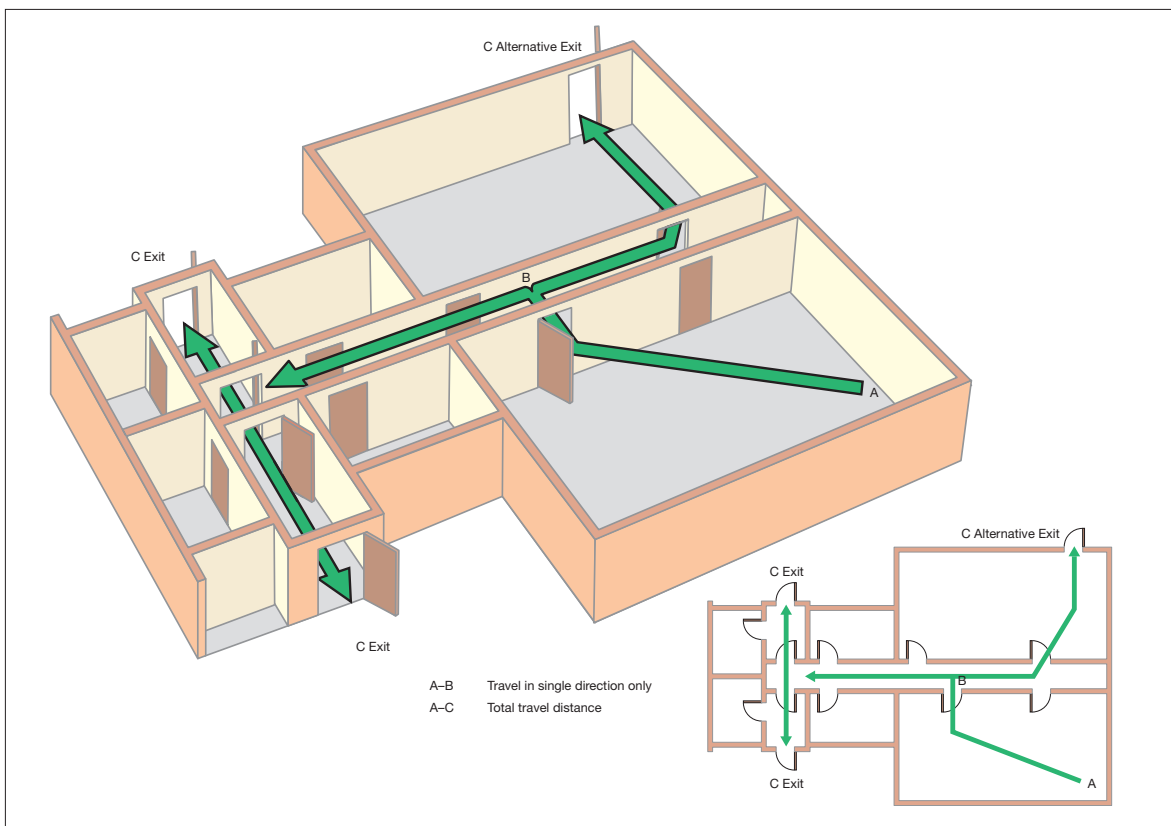 C Alternative Exit
C Exit
B
A
C Exit
A–B Travel in single direction only
A–C Total travel distance
C Alternative Exit
C Exit
B
A
C Exit